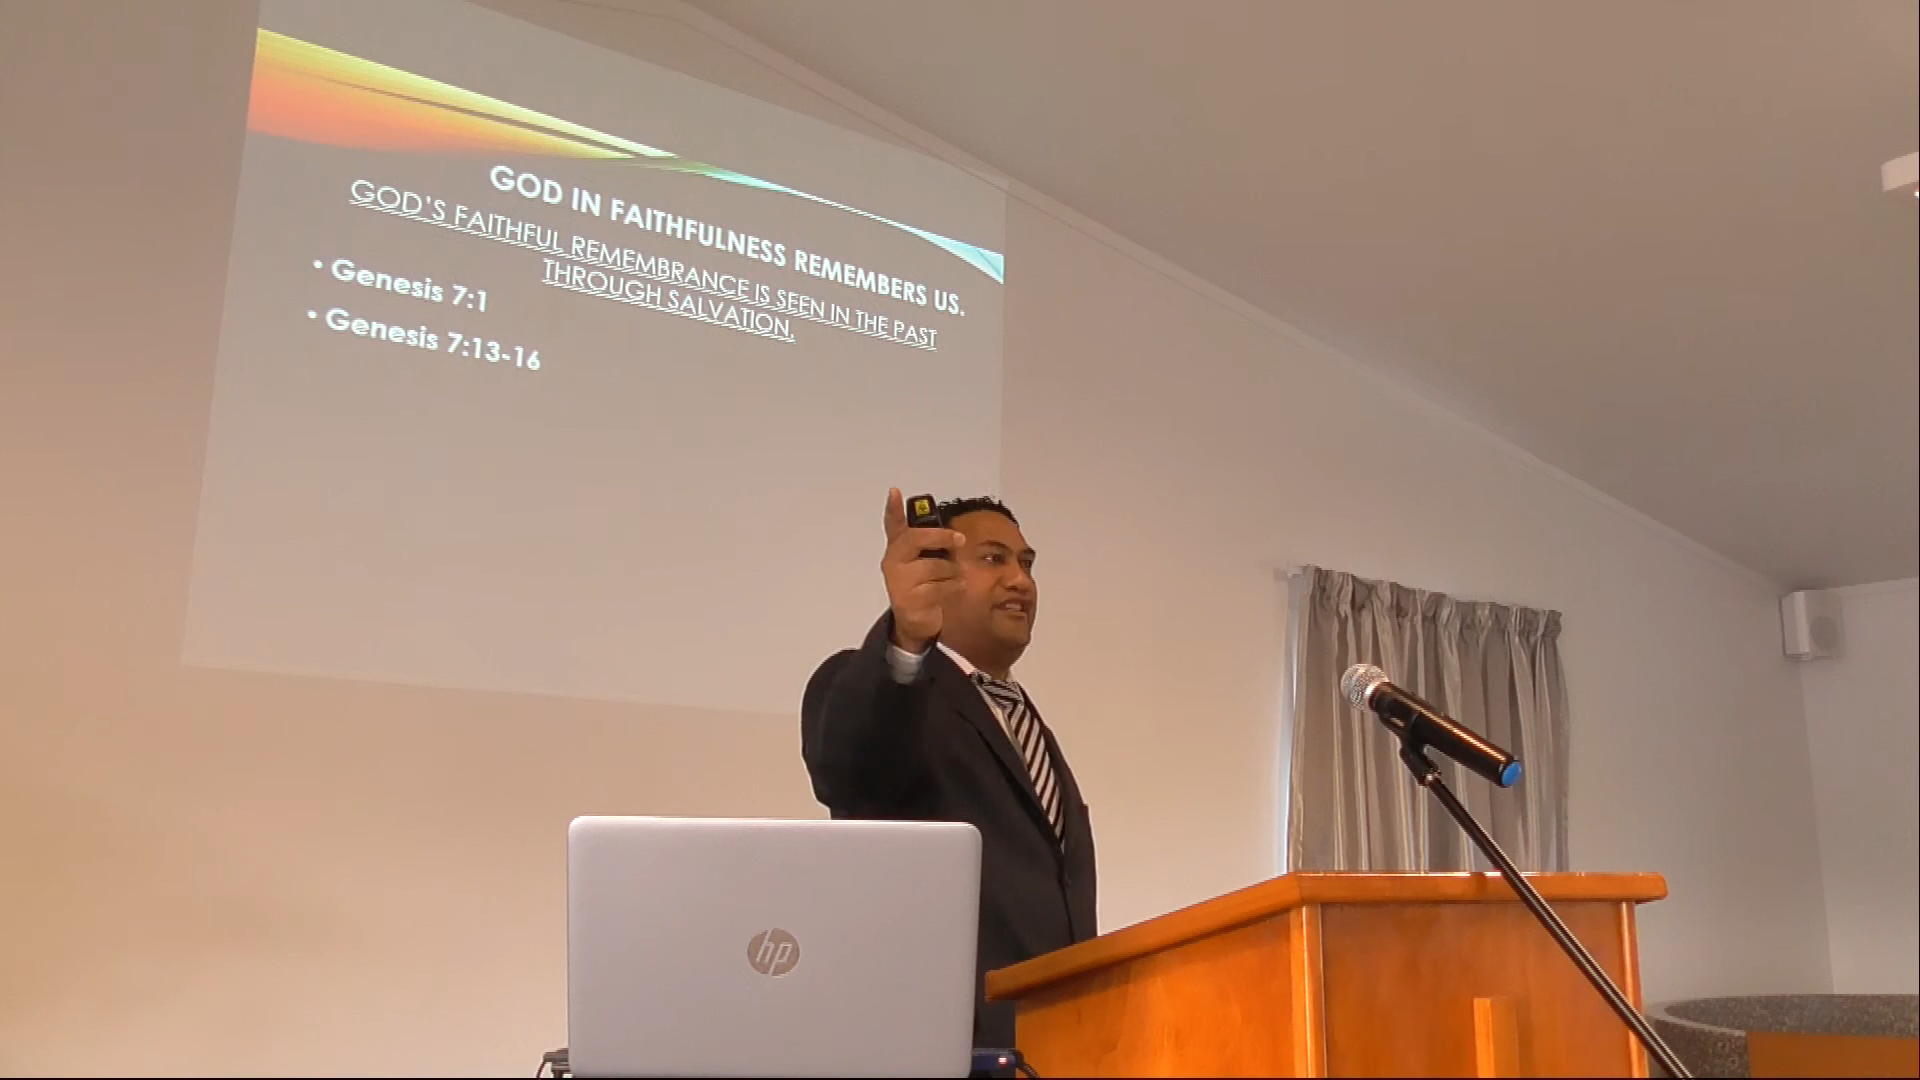 GOD IN FAITHFULNESS REMEMBERS US.
GOD'S FAITHFUL REMEMBRANCE IS SEEN IN THE PAST
THROUGH SALVATION.
• Genesis 7:1
• Genesis 7:13-16
hp